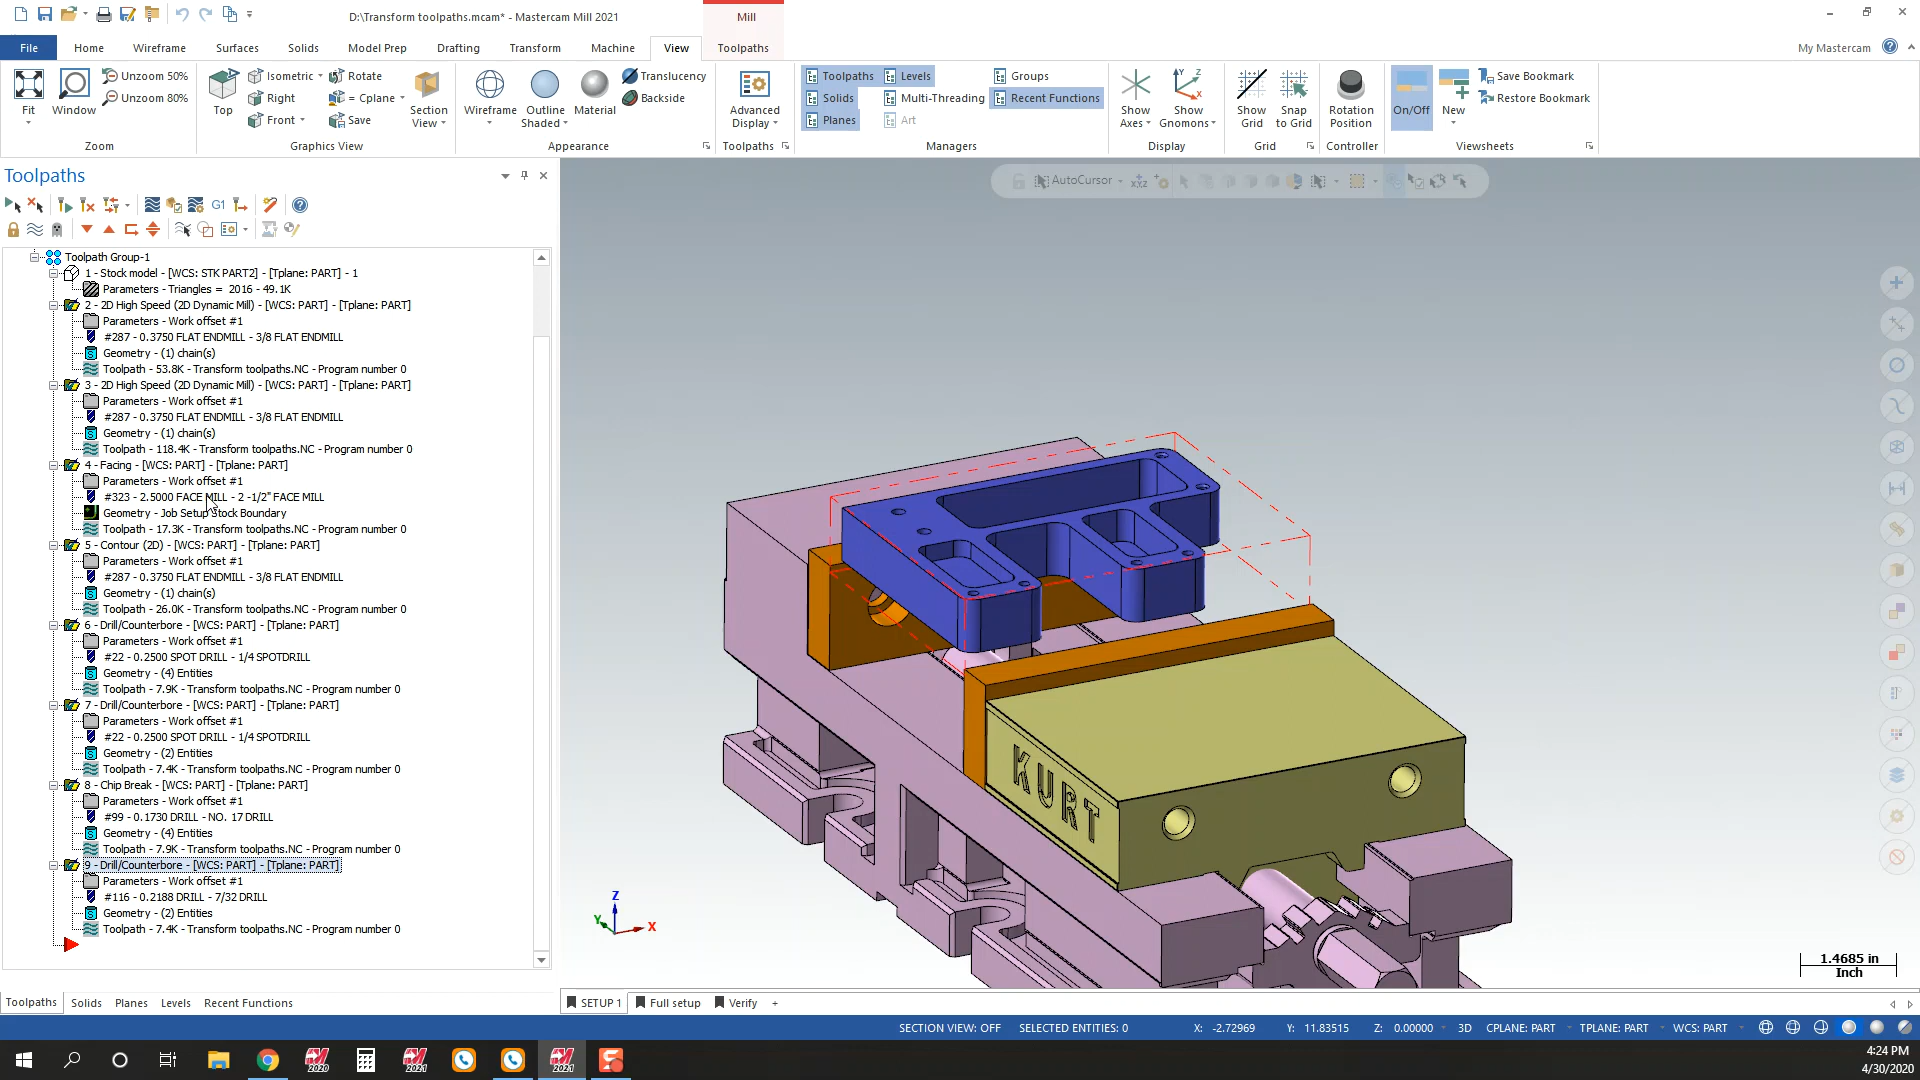 D:\Transform toolpaths.mcam* - Mastercam Mill 2021
Mill
File Home Wireframe Surfaces Solids Model Prep Drafting Transform Machine View Toolpaths
My Mastercam
Fit
Window
Unzoom 50%
Unzoom 80%
Zoom
Top
Isometric
Right
Front
Rotate
= Cplane
Save
Section View
Graphics View
Wireframe
Outline Shaded
Material
Translucency
Backside
Appearance
Advanced Display
Toolpaths
Toolpaths Levels Groups
Solids Multi-Threading Recent Functions
Planes Art
Managers
Show Axes
Show Gnomons
Display
Show Grid
Snap to Grid
Grid
Rotation Position
Controller
On/Off
New
Save Bookmark
Restore Bookmark
Viewsheets
Toolpaths
G1
AutoCursor
Toolpath Group-1
1 - Stock model - [WCS: STK PART2] - [Tplane: PART] - 1
Parameters - Triangles = 2016 - 49.1K
2 - 2D High Speed (2D Dynamic Mill) - [WCS: PART] - [Tplane: PART]
Parameters - Work offset #1
#287 - 0.3750 FLAT ENDMILL - 3/8 FLAT ENDMILL
Geometry - (1) chain(s)
Toolpath - 53.8K - Transform toolpaths.NC - Program number 0
3 - 2D High Speed (2D Dynamic Mill) - [WCS: PART] - [Tplane: PART]
Parameters - Work offset #1
#287 - 0.3750 FLAT ENDMILL - 3/8 FLAT ENDMILL
Geometry - (1) chain(s)
Toolpath - 118.4K - Transform toolpaths.NC - Program number 0
4 - Facing - [WCS: PART] - [Tplane: PART]
Parameters - Work offset #1
#323 - 2.5000 FACE MILL - 2 -1/2" FACE MILL
Geometry - Job Setup Stock Boundary
Toolpath - 17.3K - Transform toolpaths.NC - Program number 0
5 - Contour (2D) - [WCS: PART] - [Tplane: PART]
Parameters - Work offset #1
#287 - 0.3750 FLAT ENDMILL - 3/8 FLAT ENDMILL
Geometry - (1) chain(s)
Toolpath - 26.0K - Transform toolpaths.NC - Program number 0
6 - Drill/Counterbore - [WCS: PART] - [Tplane: PART]
Parameters - Work offset #1
#22 - 0.2500 SPOT DRILL - 1/4 SPOTDRILL
Geometry - (4) Entities
Toolpath - 7.9K - Transform toolpaths.NC - Program number 0
7 - Drill/Counterbore - [WCS: PART] - [Tplane: PART]
Parameters - Work offset #1
#22 - 0.2500 SPOT DRILL - 1/4 SPOTDRILL
Geometry - (2) Entities
Toolpath - 7.4K - Transform toolpaths.NC - Program number 0
8 - Chip Break - [WCS: PART] - [Tplane: PART]
Parameters - Work offset #1
#99 - 0.1730 DRILL - NO. 17 DRILL
Geometry - (4) Entities
Toolpath - 7.9K - Transform toolpaths.NC - Program number 0
9 - Drill/Counterbore - [WCS: PART] - [Tplane: PART]
Parameters - Work offset #1
#116 - 0.2188 DRILL - 7/32 DRILL
Geometry - (2) Entities
Toolpath - 7.4K - Transform toolpaths.NC - Program number 0
KURT
Z
Y
X
1.4685 in
Inch
Toolpaths Solids Planes Levels Recent Functions
SETUP 1 Full setup Verify +
SECTION VIEW: OFF SELECTED ENTITIES: 0 X: -2.72969 Y: 11.83515 Z: 0.00000 3D CPLANE: PART TPLANE: PART WCS: PART
2020
2021
2021
4:24 PM
4/30/2020